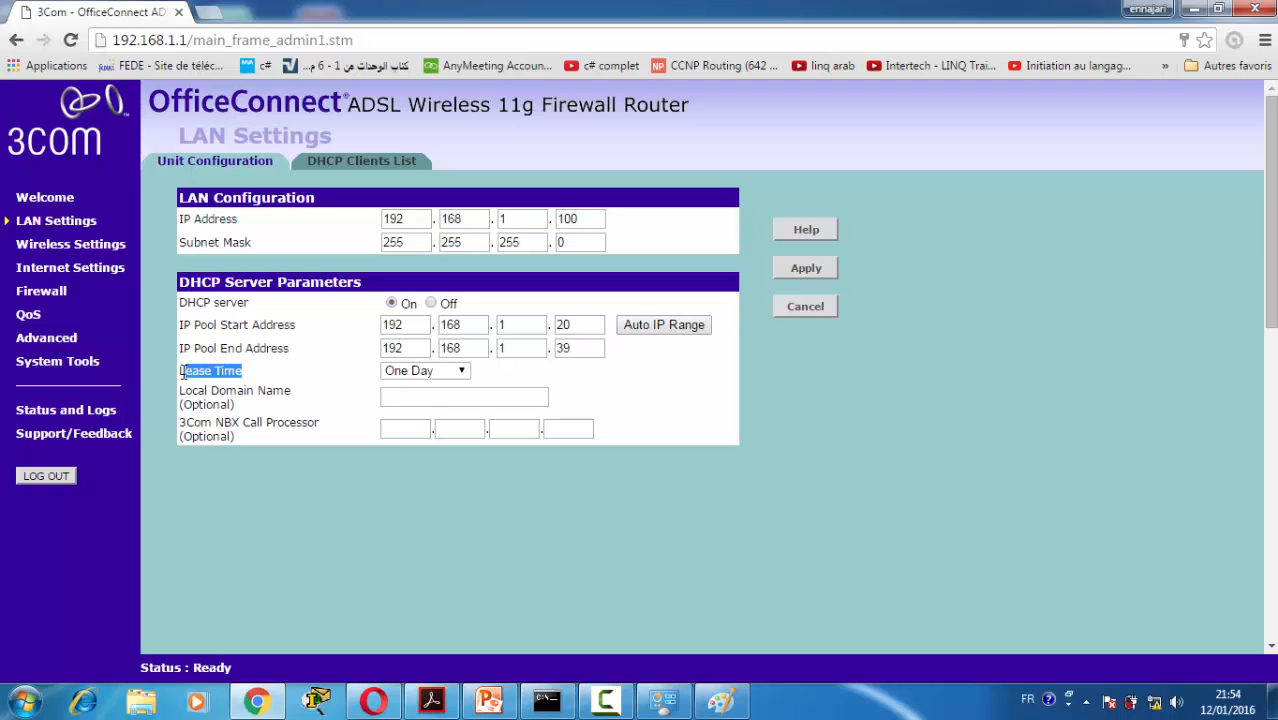 3Com - OfficeConnect AD
ennajari
192.168.1.1/main_frame_admin1.stm
Applications
FEDE - Site de téléc...
c#
كتاب الوحدات عن 1 - 6 م...
AnyMeeting Accoun...
c# complet
CCNP Routing (642 ...
linq arab
Intertech - LINQ Trai...
Initiation au langag...
»
Autres favoris
3COM
OfficeConnect® ADSL Wireless 11g Firewall Router
LAN Settings
Unit Configuration
DHCP Clients List
Welcome
LAN Settings
Wireless Settings
Internet Settings
Firewall
QoS
Advanced
System Tools
Status and Logs
Support/Feedback
LOG OUT
LAN Configuration
IP Address 192 . 168 . 1 . 100
Subnet Mask 255 . 255 . 255 . 0
DHCP Server Parameters
DHCP server On Off
IP Pool Start Address 192 . 168 . 1 . 20 Auto IP Range
IP Pool End Address 192 . 168 . 1 . 39
Lease Time One Day
Local Domain Name
(Optional)
3Com NBX Call Processor
(Optional) . . .
Help
Apply
Cancel
Status : Ready
FR
21:54
12/01/2016